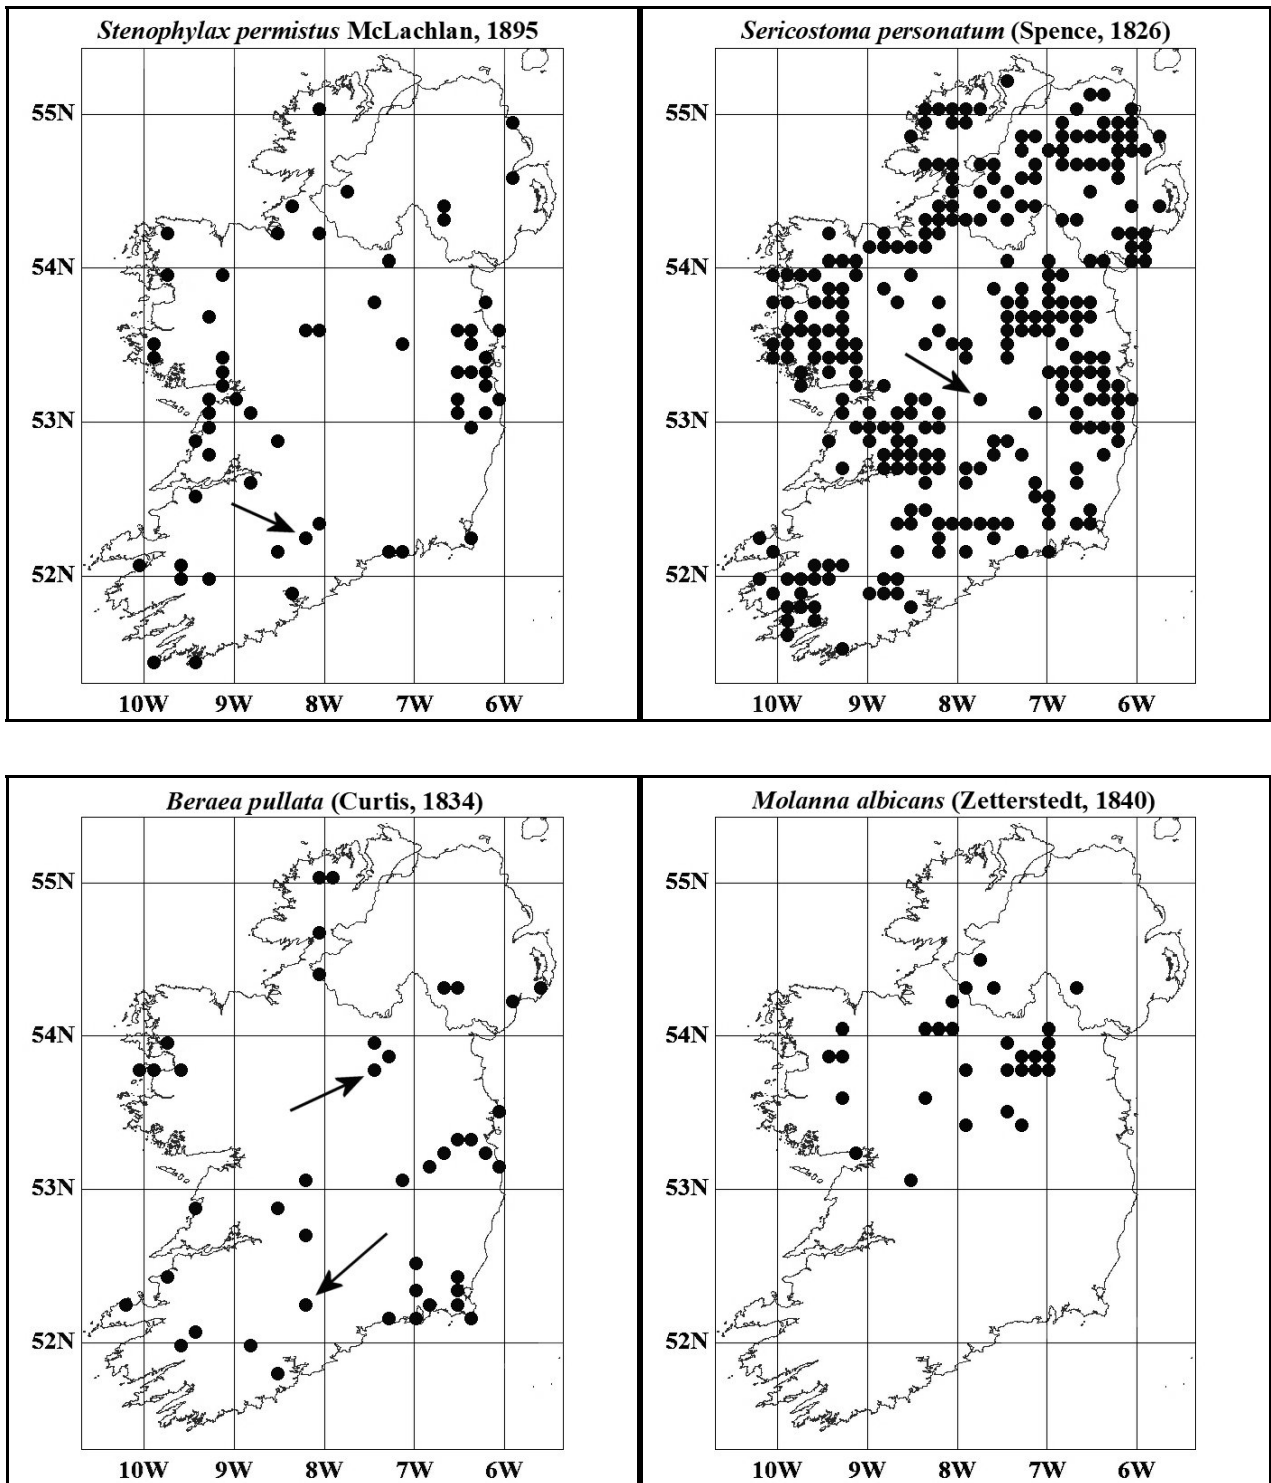 Stenophylax permistus McLachlan, 1895
55N
54N
53N
52N
10W 9W 8W 7W 6W
Sericostoma personatum (Spence, 1826)
55N
54N
53N
52N
10W 9W 8W 7W 6W
Beraea pullata (Curtis, 1834)
55N
54N
53N
52N
10W 9W 8W 7W 6W
Molanna albicans (Zetterstedt, 1840)
55N
54N
53N
52N
10W 9W 8W 7W 6W